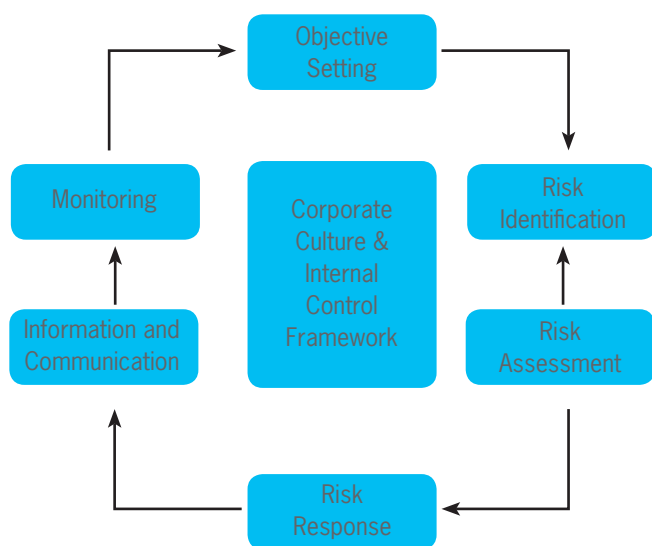 Objective
Setting
Monitoring
Corporate
Culture &
Internal
Control
Framework
Risk
Identification
Information and
Communication
Risk
Assessment
Risk
Response